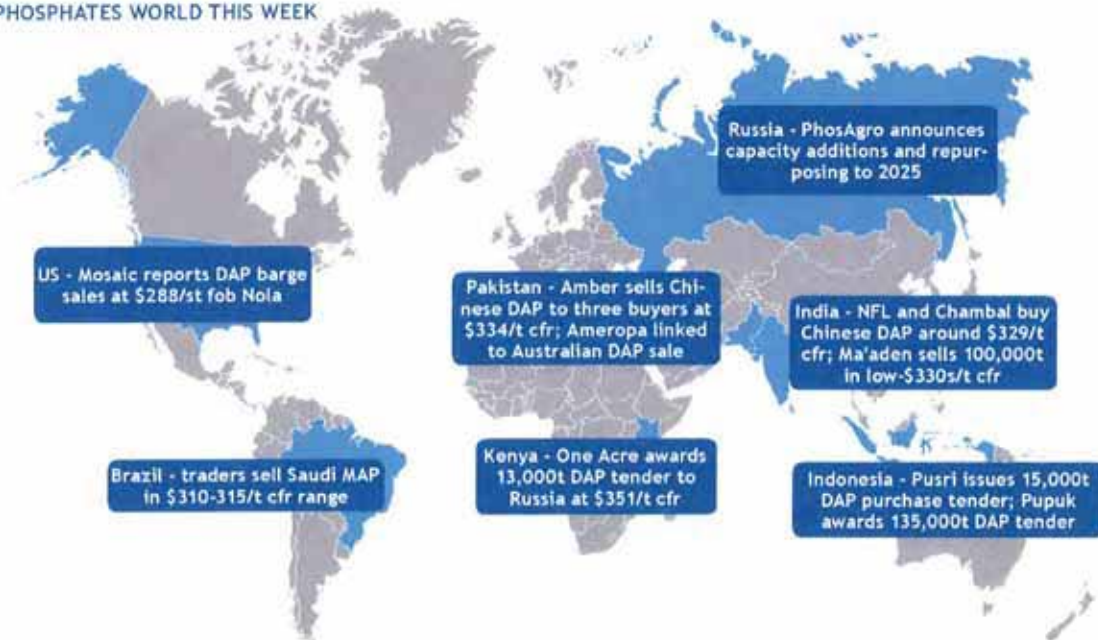 PHOSPHATES WORLD THIS WEEK
Russia - PhosAgro announces
capacity additions and repur-
posing to 2025
US - Mosaic reports DAP barge
sales at $288/st fob Nola
Pakistan - Amber sells Chi-
nese DAP to three buyers at
$334/t cfr; Ameropa linked
to Australian DAP sale
India - NFL and Chambal buy
Chinese DAP around $329/t
cfr; Ma'aden sells 100,000t
in low-$330s/t cfr
Brazil - traders sell Saudi MAP
in $310-315/t cfr range
Kenya - One Acre awards
13,000t DAP tender to
Russia at $351/t cfr
Indonesia - Pusri issues 15,000t
DAP purchase tender; Pupuk
awards 135,000t DAP tender